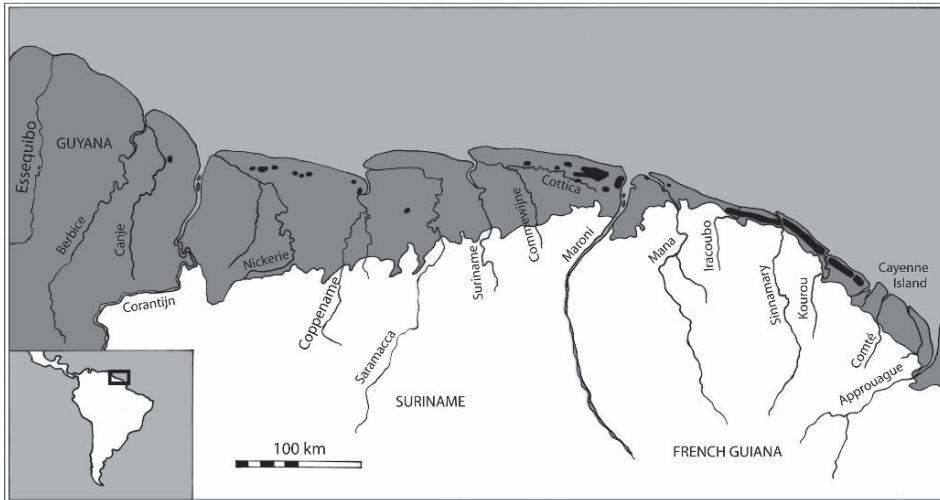 Essequibo
GUYANA
Berbice
Canje
Corantijn
Nickerie
Coppename
Saramacca
Suriname
Commewijne
Cottica
Maroni
Mana
Iracoubo
Sinnamary
Kourou
Cayenne
Island
Comté
Approuague
SURINAME
FRENCH GUIANA
100 km